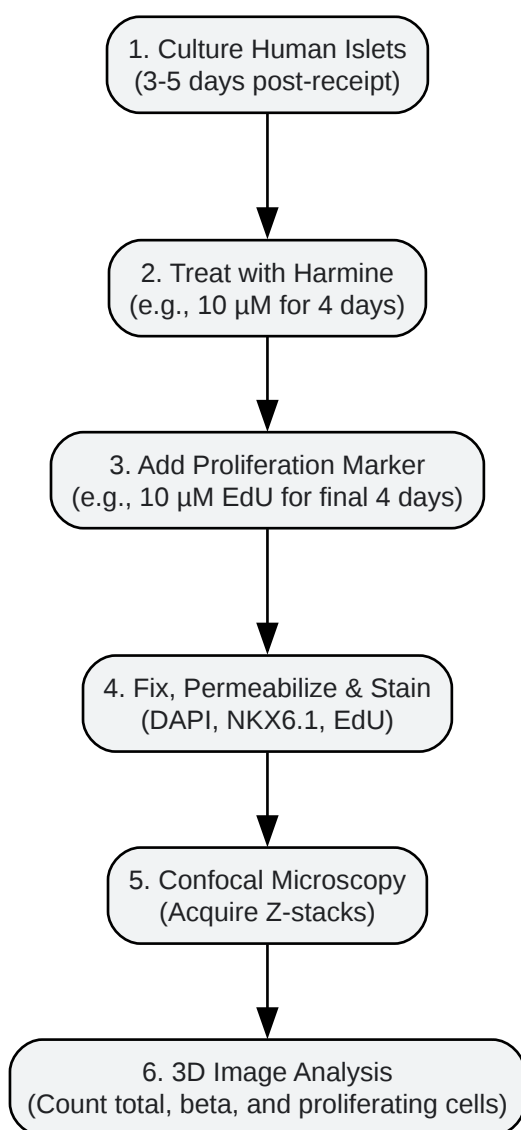 1. Culture Human Islets
(3-5 days post-receipt)
2. Treat with Harmine
(e.g., 10 µM for 4 days)
3. Add Proliferation Marker
(e.g., 10 µM EdU for final 4 days)
4. Fix, Permeabilize & Stain
(DAPI, NKX6.1, EdU)
5. Confocal Microscopy
(Acquire Z-stacks)
6. 3D Image Analysis
(Count total, beta, and proliferating cells)